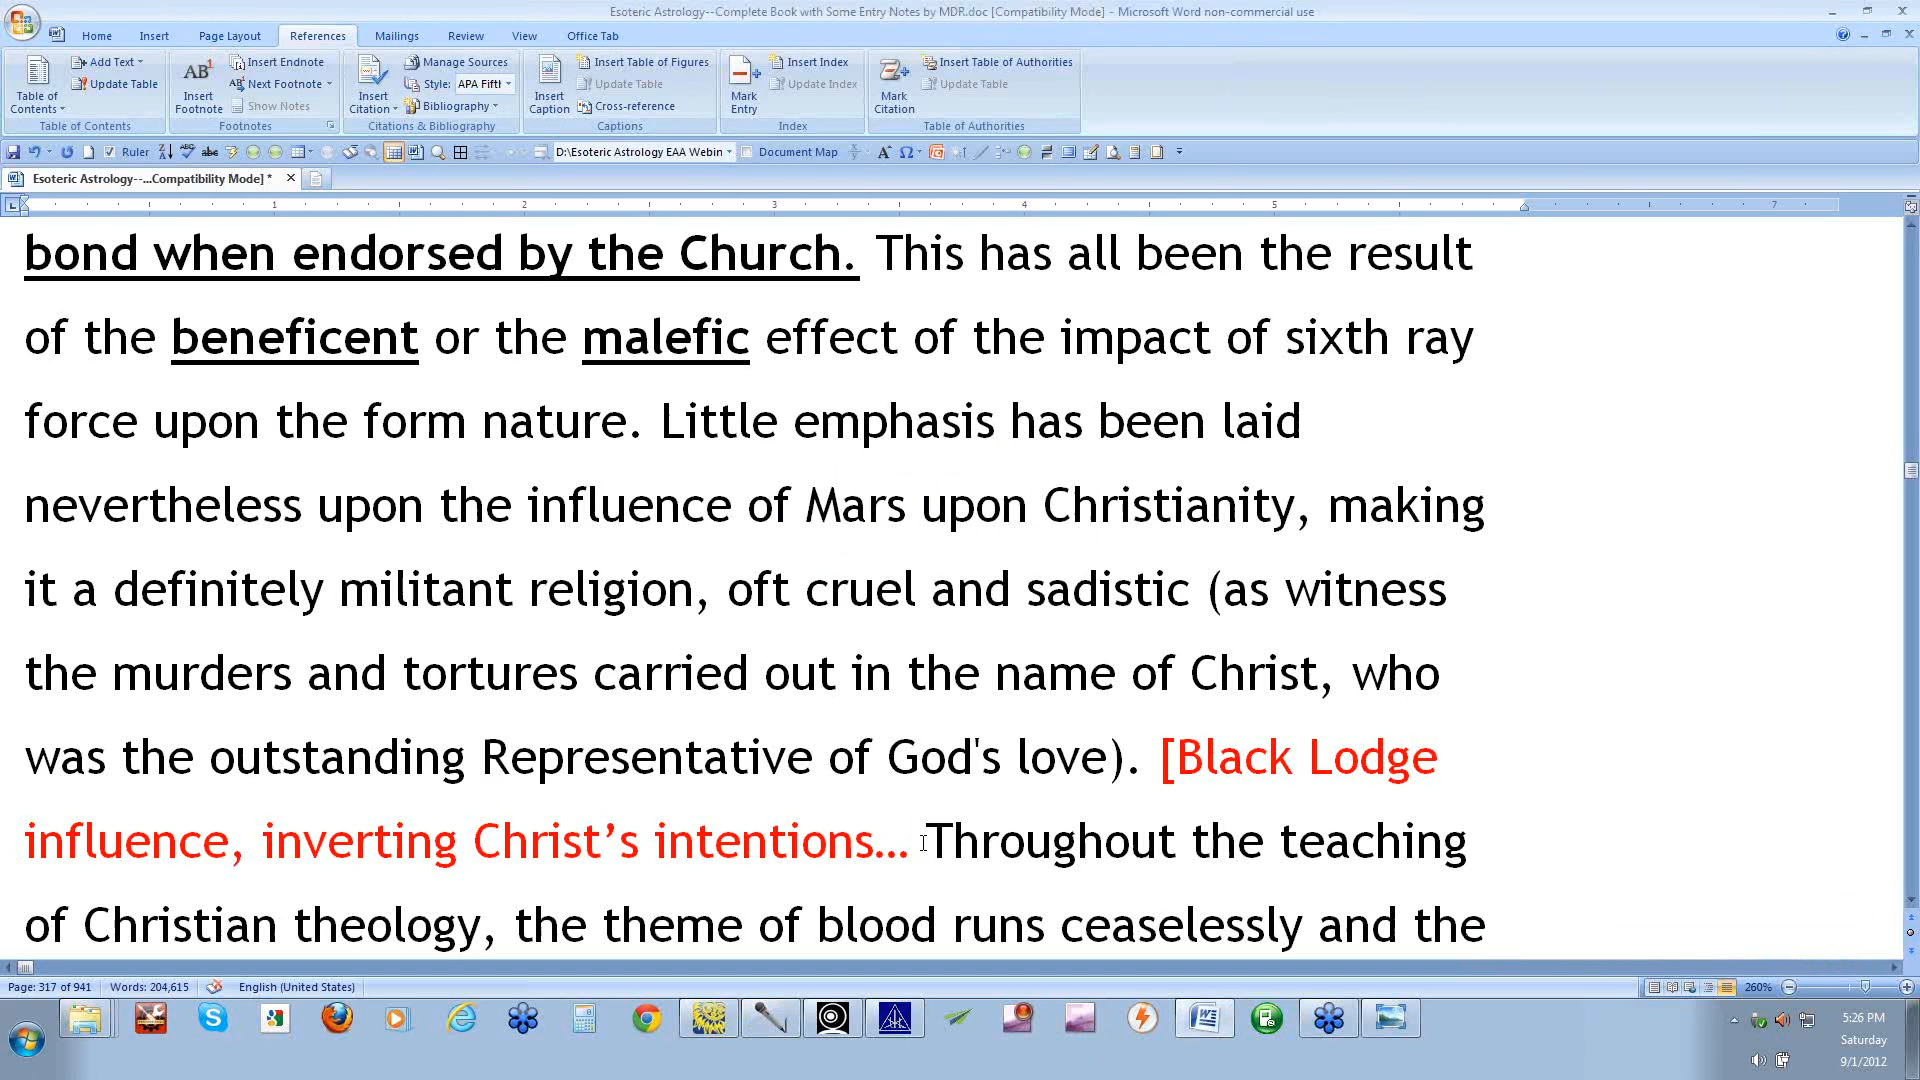 Esoteric Astrology--Complete Book with Some Entry Notes by MDR.doc [Compatibility Mode] - Microsoft Word non-commercial use
Home Insert Page Layout References Mailings Review View Office Tab
Table of Contents
Add Text
Update Table
Table of Contents
AB1
Insert Footnote
Insert Endnote
Next Footnote
Show Notes
Footnotes
Insert Citation
Manage Sources
Style: APA Fifth
Bibliography
Citations & Bibliography
Insert Caption
Insert Table of Figures
Update Table
Cross-reference
Captions
Mark Entry
Insert Index
Update Index
Index
Mark Citation
Insert Table of Authorities
Update Table
Table of Authorities
Ruler D:\Esoteric Astrology EAA Webin Document Map
Esoteric Astrology--...Compatibility Mode] *
1 2 3 4 5 7
bond when endorsed by the Church. This has all been the result
of the beneficent or the malefic effect of the impact of sixth ray
force upon the form nature. Little emphasis has been laid
nevertheless upon the influence of Mars upon Christianity, making
it a definitely militant religion, oft cruel and sadistic (as witness
the murders and tortures carried out in the name of Christ, who
was the outstanding Representative of God's love). [Black Lodge
influence, inverting Christ’s intentions… Throughout the teaching
of Christian theology, the theme of blood runs ceaselessly and the
Page: 317 of 941 Words: 204,615 English (United States) 260%
5:26 PM
Saturday
9/1/2012